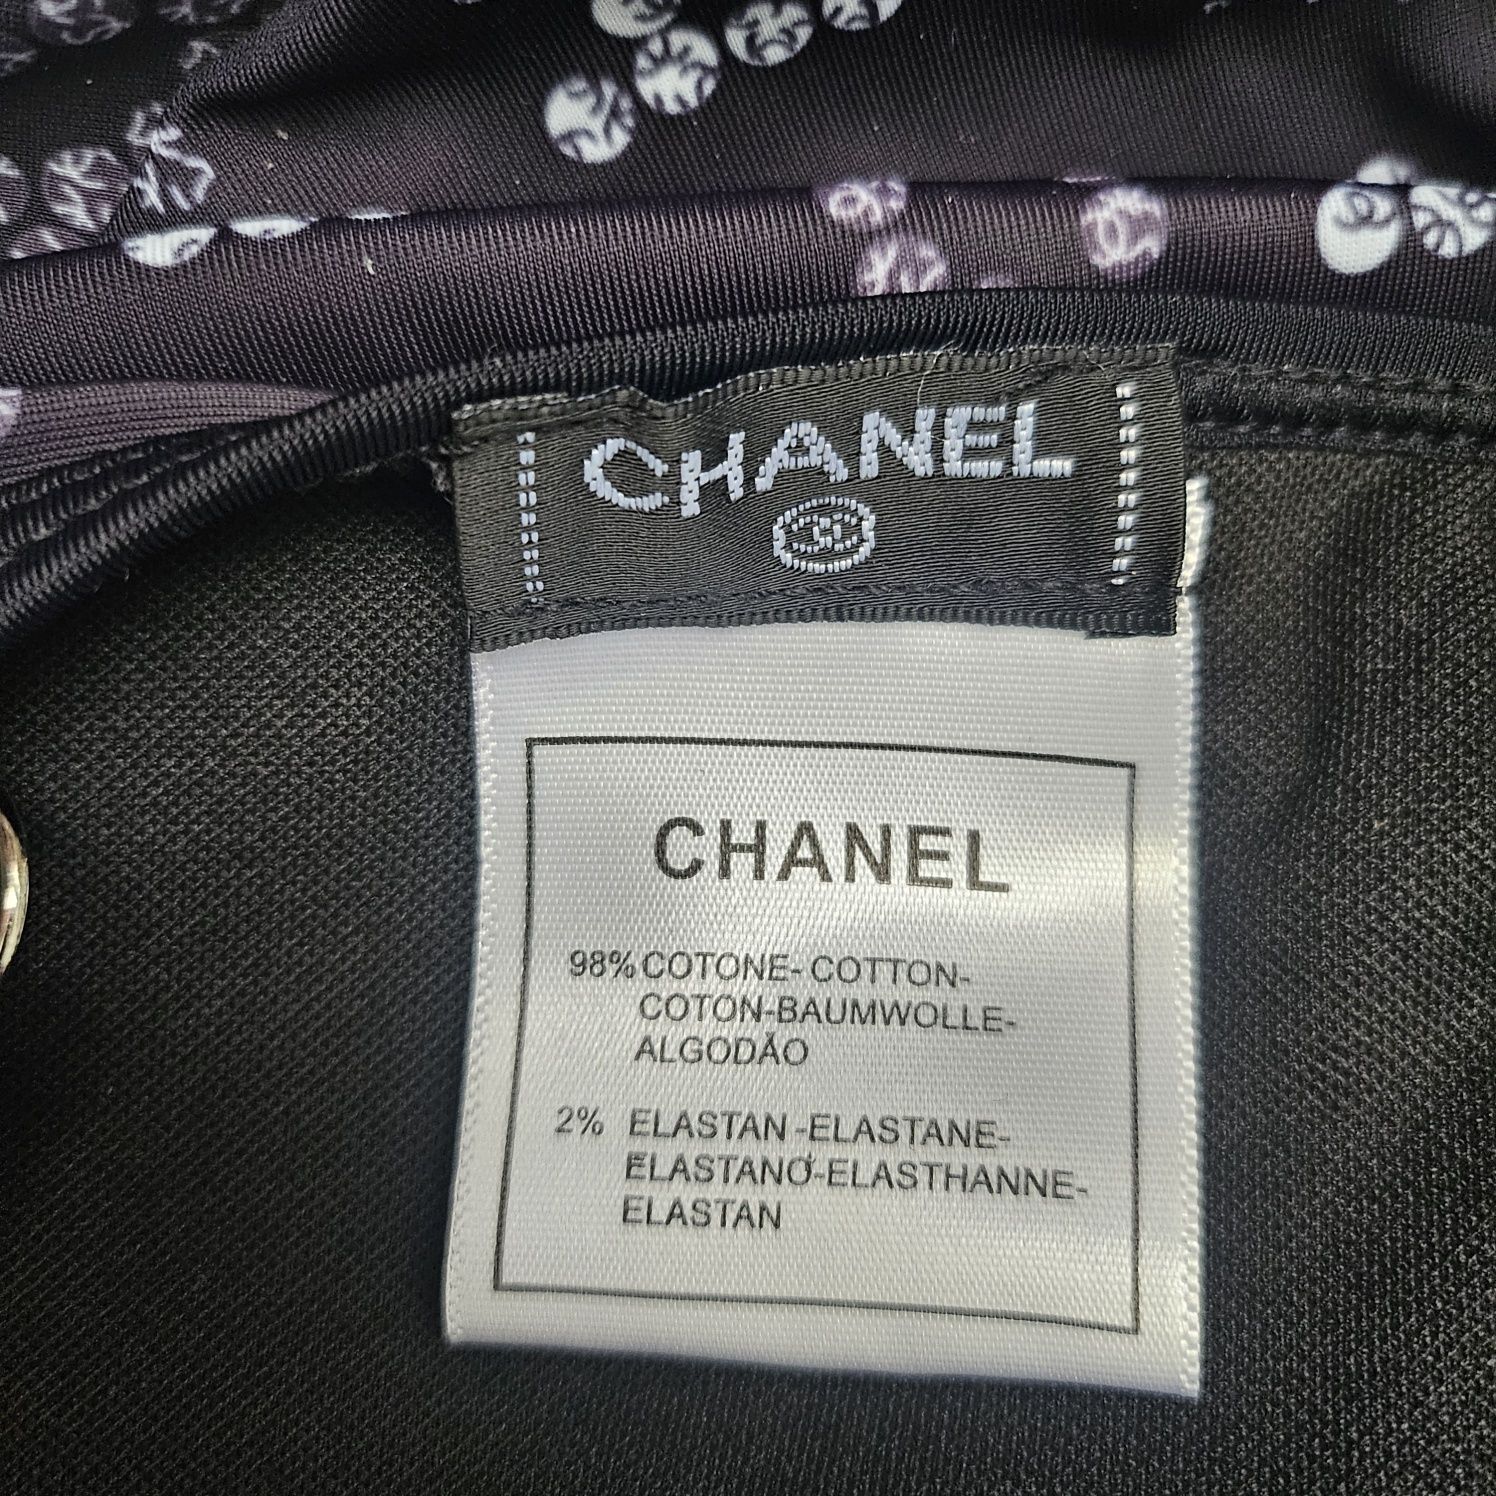 CHANEL
CHANEL
98% COTONE- COTTON-
COTON-BAUMWOLLE-
ALGODÃO
2% ELASTAN -ELASTANE-
ELASTANO-ELASTHANNE-
ELASTAN